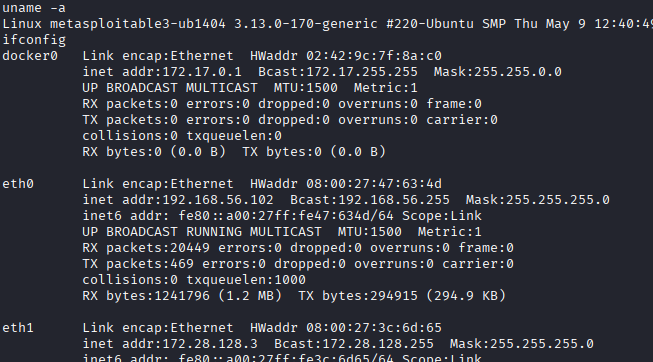 uname -a
Linux metasploitable3-ub1404 3.13.0-170-generic #220-Ubuntu SMP Thu May 9 12:40:49
ifconfig
docker0   Link encap:Ethernet  HWaddr 02:42:9c:7f:8a:c0
          inet addr:172.17.0.1  Bcast:172.17.255.255  Mask:255.255.0.0
          UP BROADCAST MULTICAST  MTU:1500  Metric:1
          RX packets:0 errors:0 dropped:0 overruns:0 frame:0
          TX packets:0 errors:0 dropped:0 overruns:0 carrier:0
          collisions:0 txqueuelen:0
          RX bytes:0 (0.0 B)  TX bytes:0 (0.0 B)

eth0      Link encap:Ethernet  HWaddr 08:00:27:47:63:4d
          inet addr:192.168.56.102  Bcast:192.168.56.255  Mask:255.255.255.0
          inet6 addr: fe80::a00:27ff:fe47:634d/64 Scope:Link
          UP BROADCAST RUNNING MULTICAST  MTU:1500  Metric:1
          RX packets:20449 errors:0 dropped:0 overruns:0 frame:0
          TX packets:469 errors:0 dropped:0 overruns:0 carrier:0
          collisions:0 txqueuelen:1000
          RX bytes:1241796 (1.2 MB)  TX bytes:294915 (294.9 KB)

eth1      Link encap:Ethernet  HWaddr 08:00:27:3c:6d:65
          inet addr:172.28.128.3  Bcast:172.28.128.255  Mask:255.255.255.0
          inet6 addr: fe80::a00:27ff:fe3c:6d65/64 Scope:Link